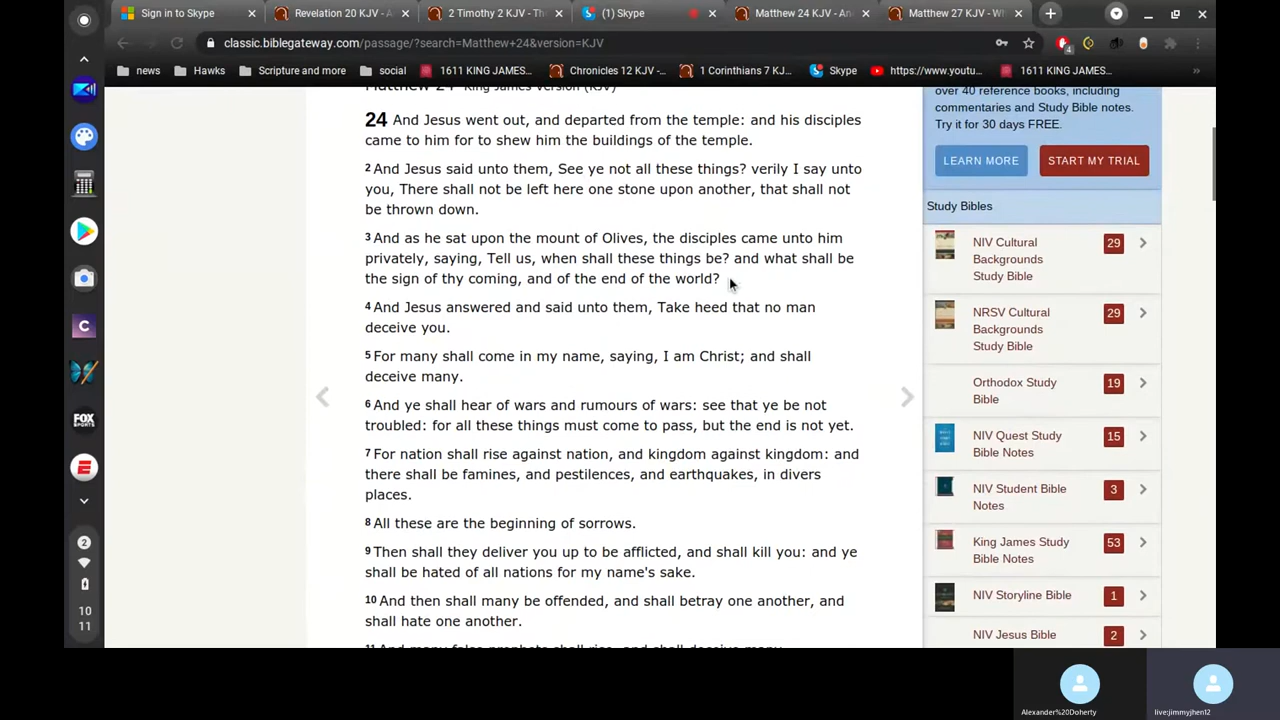 Sign in to Skype
Revelation 20 KJV - A
2 Timothy 2 KJV - Th
(1) Skype
Matthew 24 KJV - An
Matthew 27 KJV - W
classic.biblegateway.com/passage/?search=Matthew+24&version=KJV
4
news
Hawks
Scripture and more
social
1611 KING JAMES...
Chronicles 12 KJV -...
1 Corinthians 7 KJ...
Skype
https://www.youtu...
1611 KING JAMES...
»
24 And Jesus went out, and departed from the temple: and his disciples
came to him for to shew him the buildings of the temple.
2 And Jesus said unto them, See ye not all these things? verily I say unto
you, There shall not be left here one stone upon another, that shall not
be thrown down.
3 And as he sat upon the mount of Olives, the disciples came unto him
privately, saying, Tell us, when shall these things be? and what shall be
the sign of thy coming, and of the end of the world?
4 And Jesus answered and said unto them, Take heed that no man
deceive you.
5 For many shall come in my name, saying, I am Christ; and shall
deceive many.
6 And ye shall hear of wars and rumours of wars: see that ye be not
troubled: for all these things must come to pass, but the end is not yet.
7 For nation shall rise against nation, and kingdom against kingdom: and
there shall be famines, and pestilences, and earthquakes, in divers
places.
8 All these are the beginning of sorrows.
9 Then shall they deliver you up to be afflicted, and shall kill you: and ye
shall be hated of all nations for my name's sake.
10 And then shall many be offended, and shall betray one another, and
shall hate one another.
over 40 reference books, including
commentaries and Study Bible notes.
Try it for 30 days FREE.
LEARN MORE
START MY TRIAL
Study Bibles
NIV Cultural
Backgrounds
Study Bible
29
NRSV Cultural
Backgrounds
Study Bible
29
Orthodox Study
Bible
19
NIV Quest Study
Bible Notes
15
NIV Student Bible
Notes
3
King James Study
Bible Notes
53
NIV Storyline Bible
1
NIV Jesus Bible
2
C
FOX
SPORTS
E
2
10
11
Alexander%20Doherty
live:jimmyjhen12